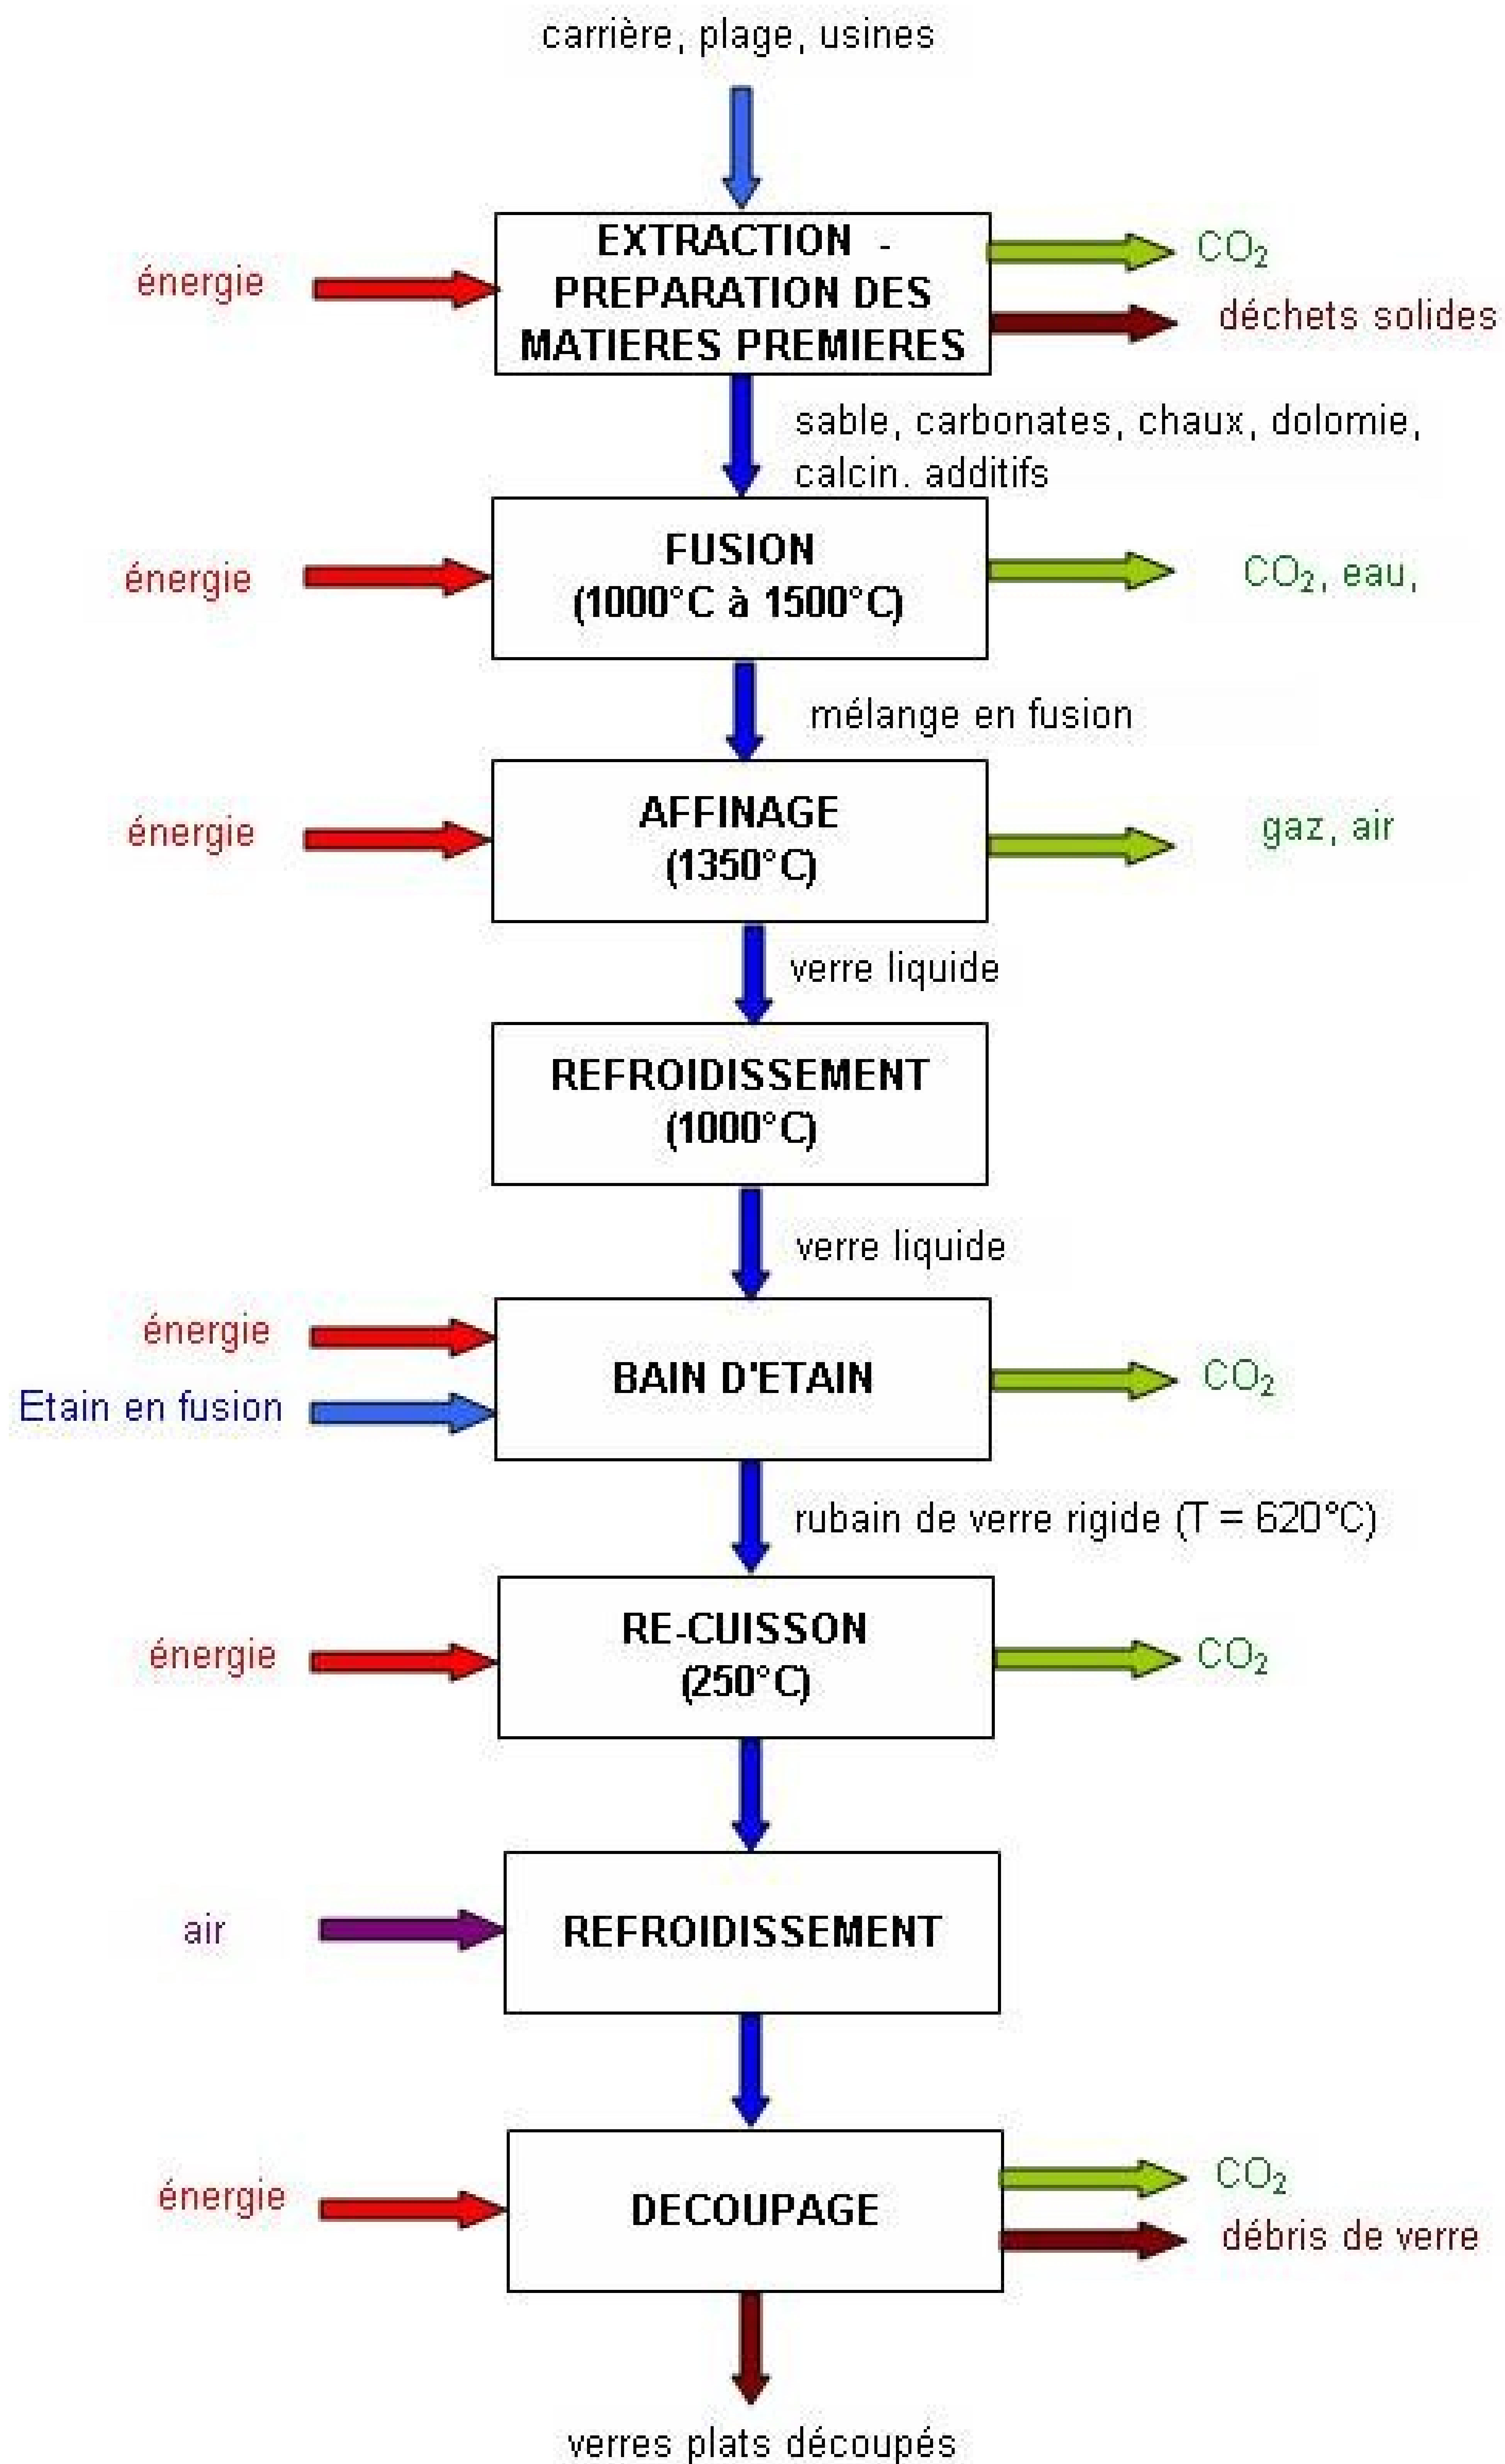 carrière, plage, usines
EXTRACTION -
PREPARATION DES
MATIERES PREMIERES
énergie
CO₂
déchets solides
sable, carbonates, chaux, dolomie,
calcin. additifs
FUSION
(1000°C à 1500°C)
énergie
CO₂, eau,
mélange en fusion
AFFINAGE
(1350°C)
énergie
gaz, air
verre liquide
REFROIDISSEMENT
(1000°C)
verre liquide
énergie
Etain en fusion
BAIN D'ETAIN
CO₂
rubain de verre rigide (T = 620°C)
RE-CUISSON
(250°C)
énergie
CO₂
air
REFROIDISSEMENT
énergie
DECOUPAGE
CO₂
débris de verre
verres plats découpés